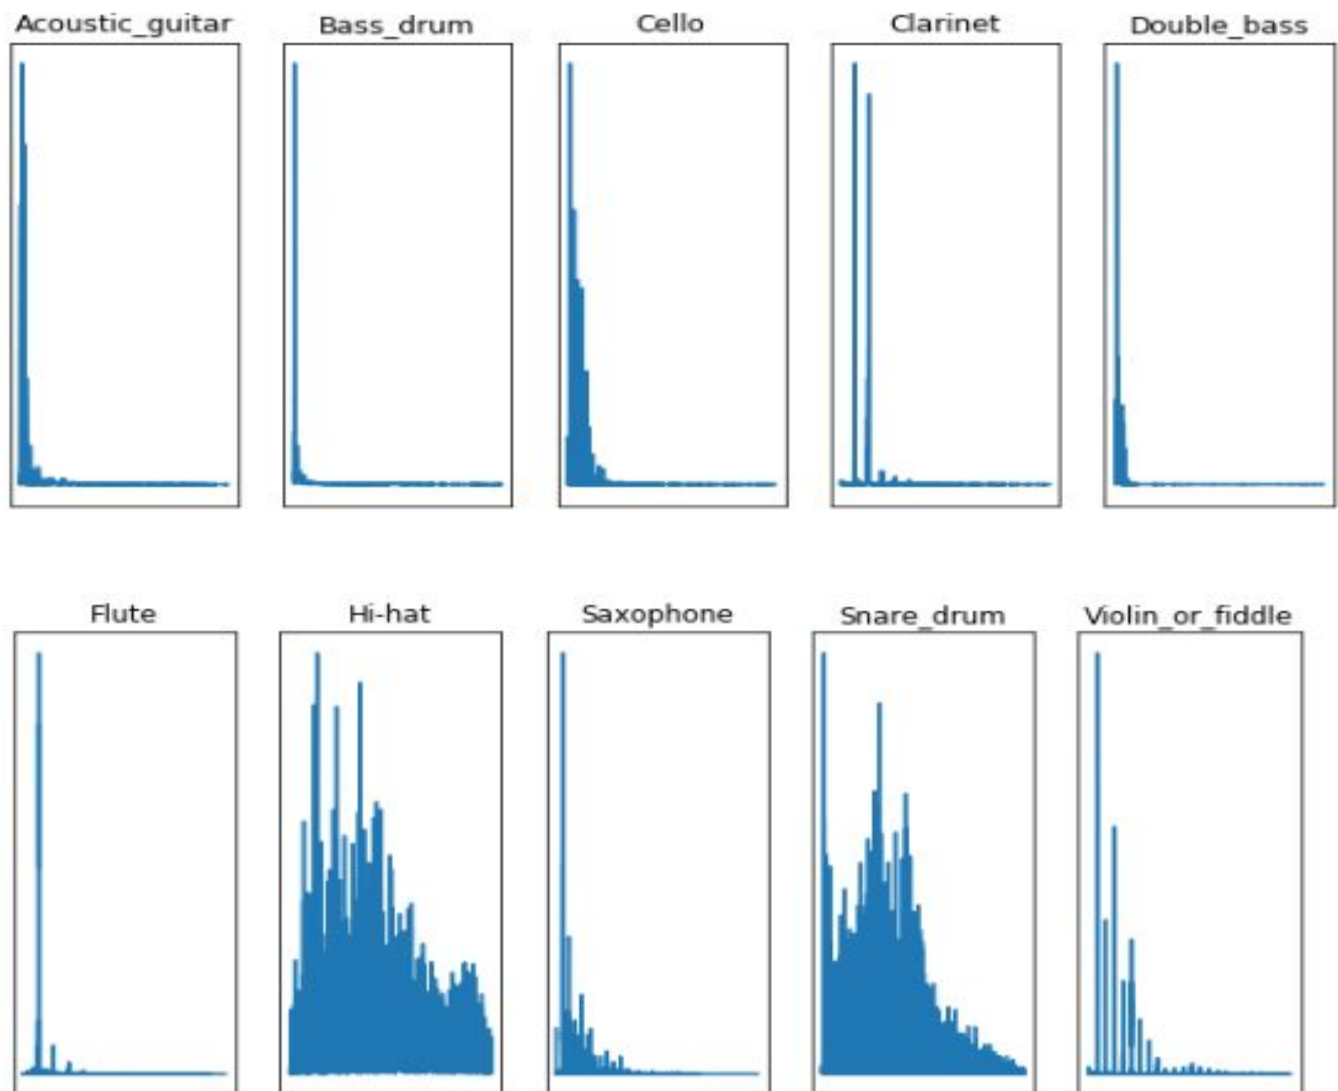 Acoustic_guitar Bass_drum Cello Clarinet Double_bass
Flute Hi-hat Saxophone Snare_drum Violin_or_fiddle